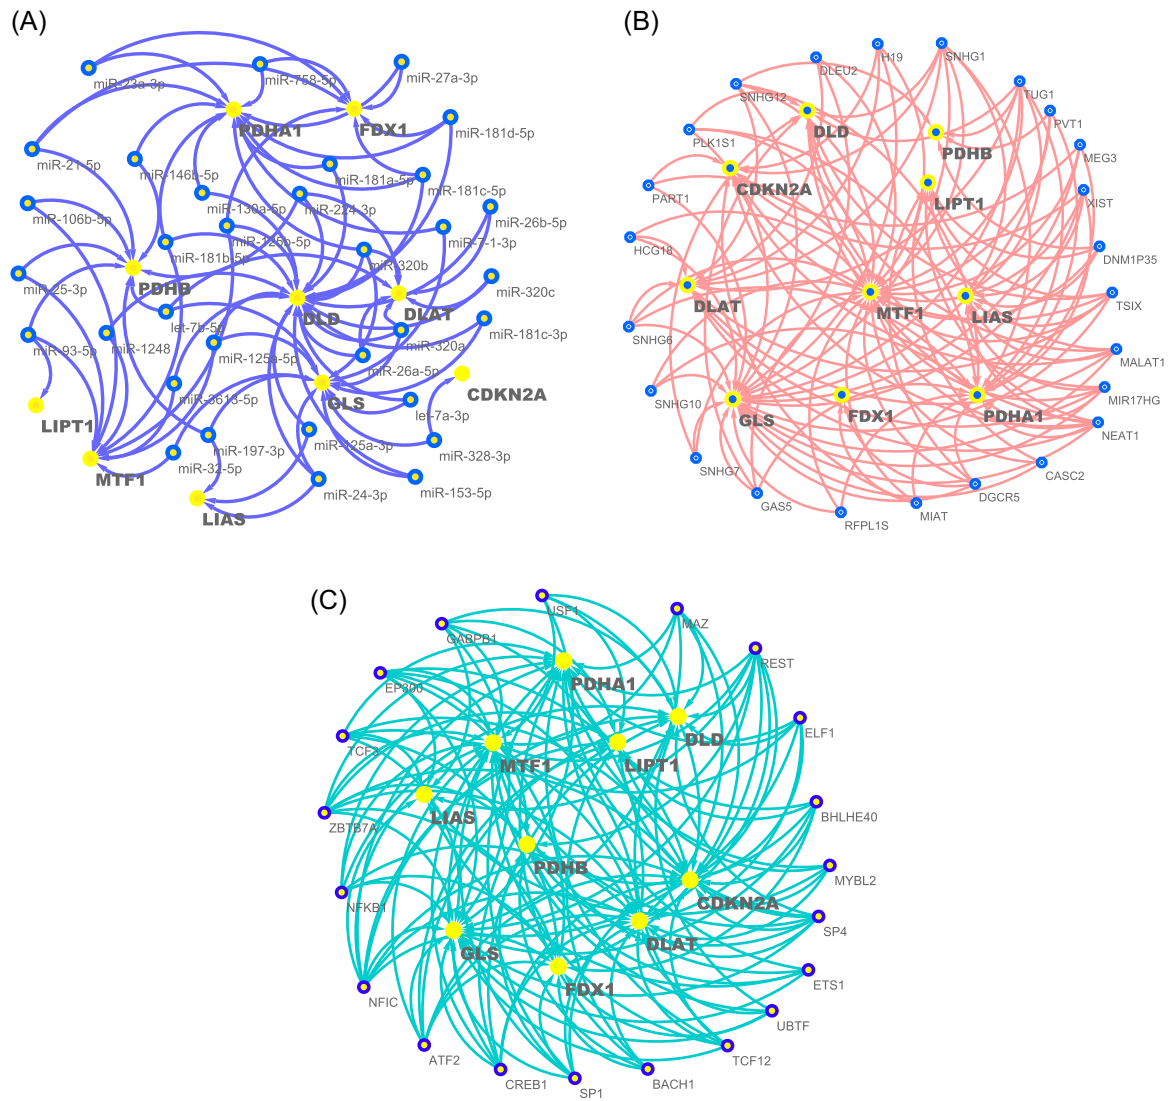 (A)
miR-23a-3p
miR-758-5p
miR-27a-3p
PDHA1
FDX1
miR-181d-5p
miR-21-5p
miR-146b-5p
miR-181a-5p
miR-181c-5p
miR-106b-5p
miR-130a-5p
miR-224-3p
miR-26b-5p
miR-125b-5p
miR-7-1-3p
miR-181b-5p
miR-320b
PDHB
miR-25-3p
miR-320c
DLD
DLAT
let-7b-5p
miR-93-5p
miR-1248
miR-125a-5p
miR-320a
miR-181c-3p
miR-26a-5p
CDKN2A
miR-3613-5p
GLS
let-7a-3p
LIPT1
miR-197-3p
miR-125a-3p
miR-328-3p
MTF1
miR-32-5p
miR-24-3p
miR-153-5p
LIAS
(B)
H19
SNHG1
DLEU2
SNHG12
TUG1
PVT1
DLD
PLK1S1
PDHB
MEG3
CDKN2A
PART1
LIPT1
XIST
HCG18
DNM1P35
DLAT
MTF1
LIAS
TSIX
SNHG6
MALAT1
SNHG10
GLS
FDX1
PDHA1
MIR17HG
NEAT1
SNHG7
CASC2
GAS5
DGCR5
RFPL1S
MIAT
(C)
USF1
MAZ
GABPB1
REST
PDHA1
EP300
DLD
ELF1
TCF3
MTF1
LIPT1
LIAS
BHLHE40
ZBTB7A
PDHB
MYBL2
NFKB1
CDKN2A
SP4
DLAT
GLS
ETS1
FDX1
NFIC
UBTF
ATF2
TCF12
CREB1
SP1
BACH1